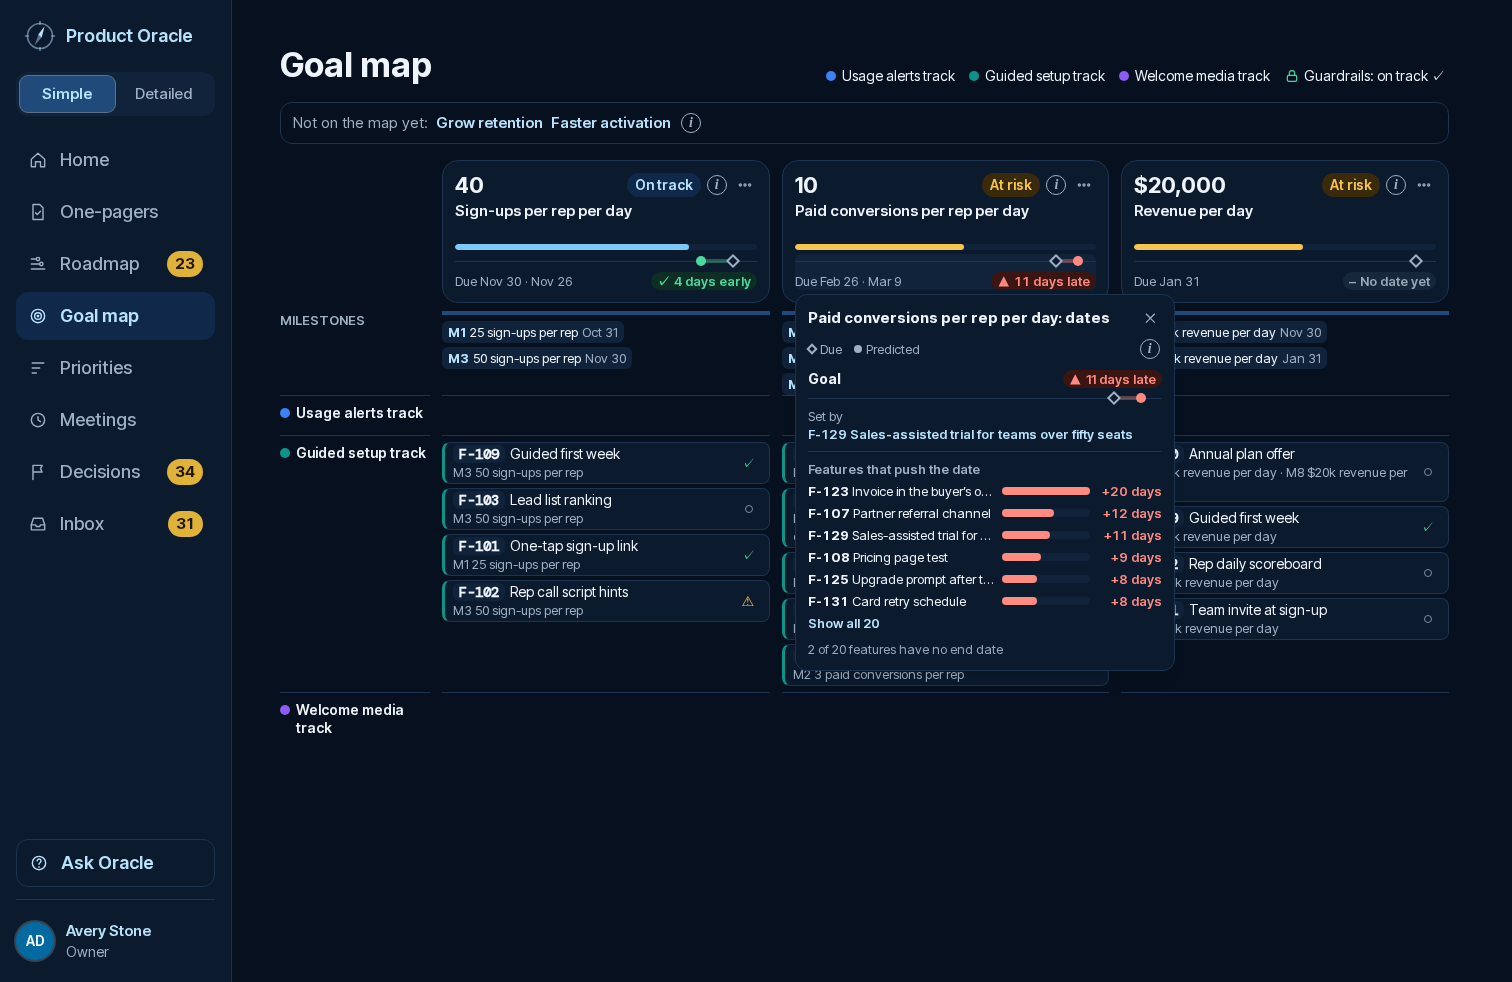 Product Oracle
Simple Detailed
Home
One-pagers
Roadmap 23
Goal map
Priorities
Meetings
Decisions 34
Inbox 31
Ask Oracle
AD
Avery Stone
Owner
Goal map
Usage alerts track Guided setup track Welcome media track Guardrails: on track ✓
Not on the map yet: Grow retention Faster activation i
40 On track i •••
Sign-ups per rep per day
Due Nov 30 · Nov 26 ✓ 4 days early
10 At risk i •••
Paid conversions per rep per day
Due Feb 26 · Mar 9 ▲ 11 days late
$20,000 At risk i •••
Revenue per day
Due Jan 31 – No date yet
MILESTONES
M1 25 sign-ups per rep Oct 31
M3 50 sign-ups per rep Nov 30
revenue per day Nov 30
revenue per day Jan 31
Usage alerts track
Guided setup track
F-109 Guided first week ✓
M3 50 sign-ups per rep
F-103 Lead list ranking
M3 50 sign-ups per rep
F-101 One-tap sign-up link ✓
M1 25 sign-ups per rep
F-102 Rep call script hints ⚠
M3 50 sign-ups per rep
M2 3 paid conversions per rep
Annual plan offer
revenue per day · M8 $20k revenue per
Guided first week ✓
revenue per day
Rep daily scoreboard
revenue per day
Team invite at sign-up
revenue per day
Welcome media
track
Paid conversions per rep per day: dates
Due Predicted i
Goal ▲ 11 days late
Set by
F-129 Sales-assisted trial for teams over fifty seats
Features that push the date
F-123 Invoice in the buyer's o… +20 days
F-107 Partner referral channel +12 days
F-129 Sales-assisted trial for … +11 days
F-108 Pricing page test +9 days
F-125 Upgrade prompt after t… +8 days
F-131 Card retry schedule +8 days
Show all 20
2 of 20 features have no end date